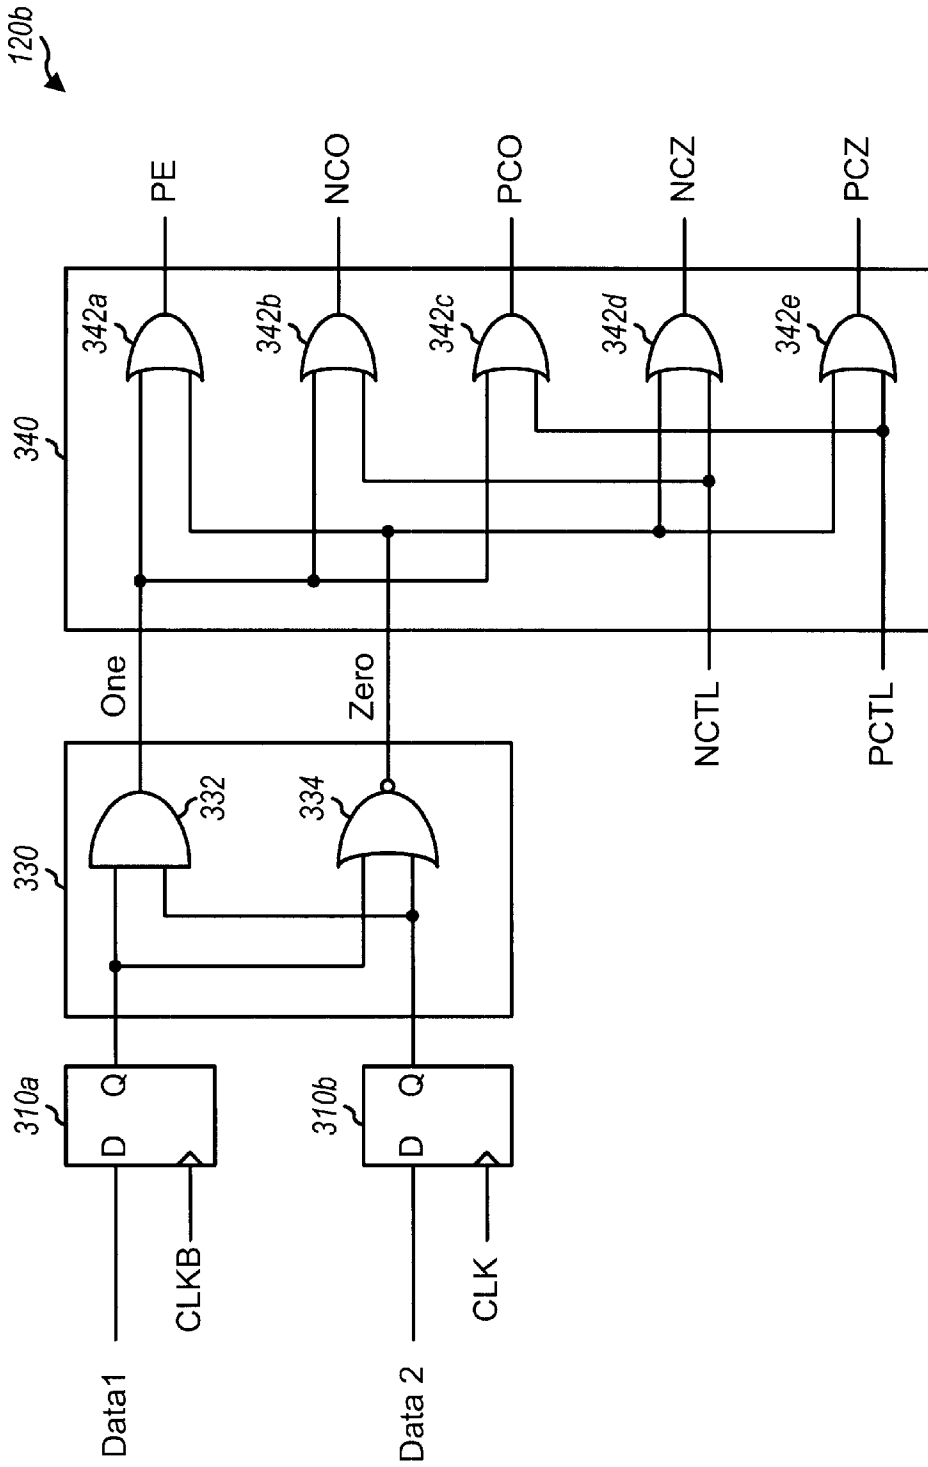 120b
Data1
D
Q
310a
CLKB
Data 2
D
Q
310b
CLK
330
332
334
One
Zero
340
342a
342b
342c
342d
342e
NCTL
PCTL
PE
NCO
PCO
NCZ
PCZ